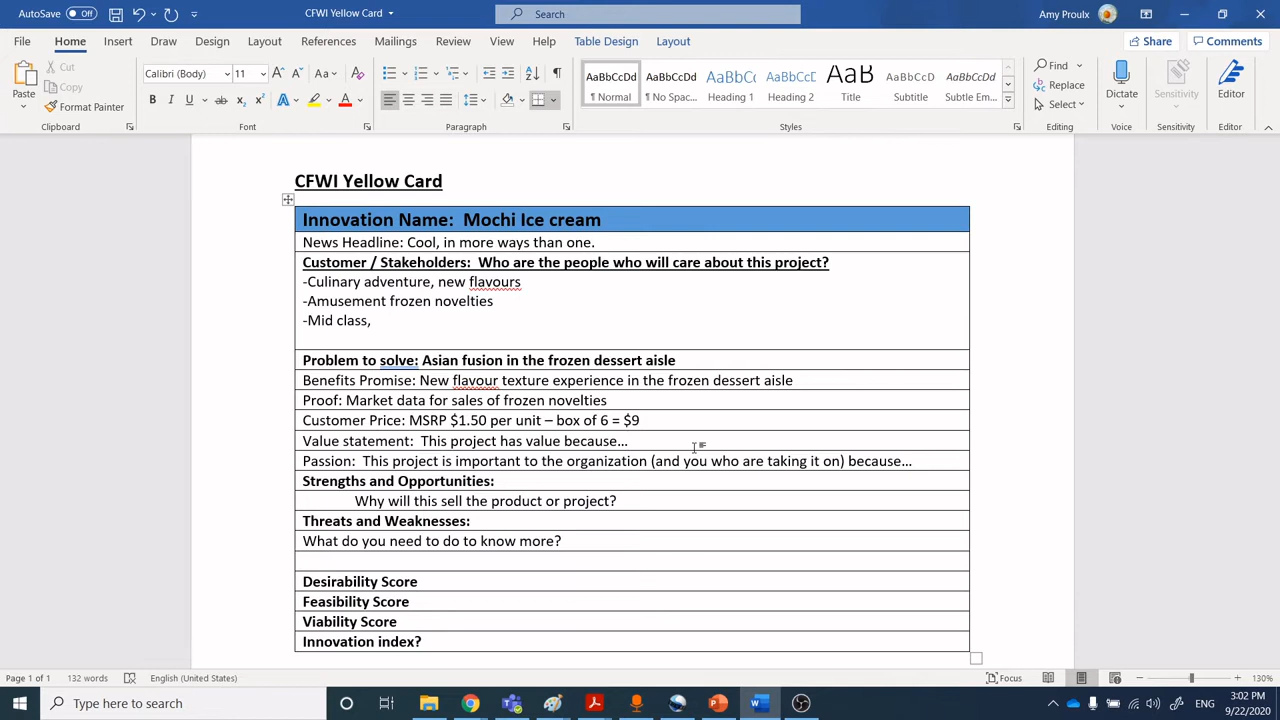 AutoSave Off CFWI Yellow Card Search Amy Proulx
File Home Insert Draw Design Layout References Mailings Review View Help Table Design Layout Share Comments
Paste Cut Copy Format Painter
Calibri (Body) 11
AaBbCcDd AaBbCcDd AaBbCc AaBbCcD AaB AaBbCcD AaBbCcDd
¶ Normal ¶ No Spac... Heading 1 Heading 2 Title Subtitle Subtle Em...
Find Replace Select Dictate Sensitivity Editor
Clipboard Font Paragraph Styles Editing Voice Sensitivity Editor
CFWI Yellow Card
Innovation Name: Mochi Ice cream
News Headline: Cool, in more ways than one.
Customer / Stakeholders: Who are the people who will care about this project?
-Culinary adventure, new flavours
-Amusement frozen novelties
-Mid class,
Problem to solve: Asian fusion in the frozen dessert aisle
Benefits Promise: New flavour texture experience in the frozen dessert aisle
Proof: Market data for sales of frozen novelties
Customer Price: MSRP $1.50 per unit – box of 6 = $9
Value statement: This project has value because…
Passion: This project is important to the organization (and you who are taking it on) because…
Strengths and Opportunities:
Why will this sell the product or project?
Threats and Weaknesses:
What do you need to do to know more?
Desirability Score
Feasibility Score
Viability Score
Innovation index?
Page 1 of 1 132 words English (United States) Focus 130%
Type here to search ENG 3:02 PM
9/22/2020